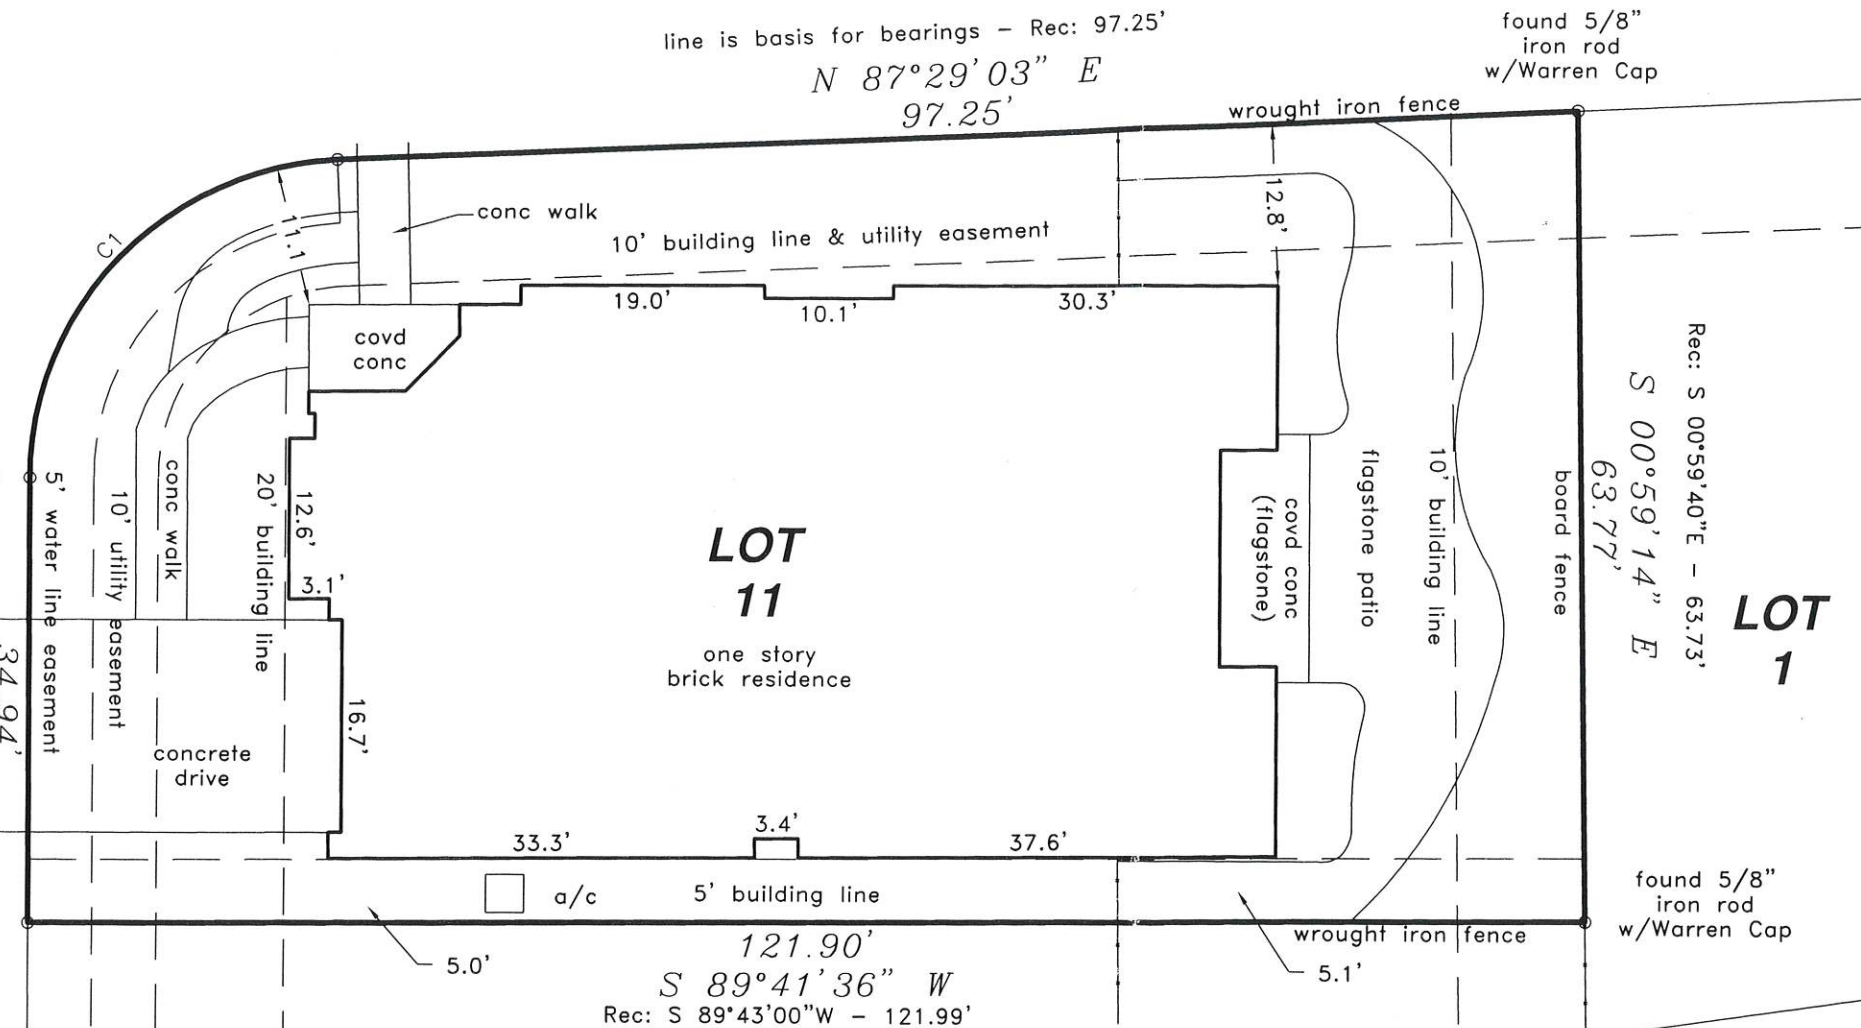 line is basis for bearings – Rec: 97.25'
N 87°29'03" E
97.25'
found 5/8"
iron rod
w/Warren Cap
wrought iron fence
C1
11.1
conc walk
10' building line & utility easement
12.8'
19.0'
10.1'
30.3'
covd
conc
5' water line easement
10' utility easement
conc walk
20' building line
12.6'
3.1'
16.7'
concrete
drive
34.94'
LOT
11
one story
brick residence
covd conc
(flagstone)
flagstone patio
10' building line
board fence
63.77'
S 00°59'14" E
Rec: S 00°59'40"E – 63.73'
LOT
1
33.3'
3.4'
37.6'
a/c
5' building line
found 5/8"
iron rod
w/Warren Cap
wrought iron fence
5.0'
5.1'
121.90'
S 89°41'36" W
Rec: S 89°43'00"W – 121.99'